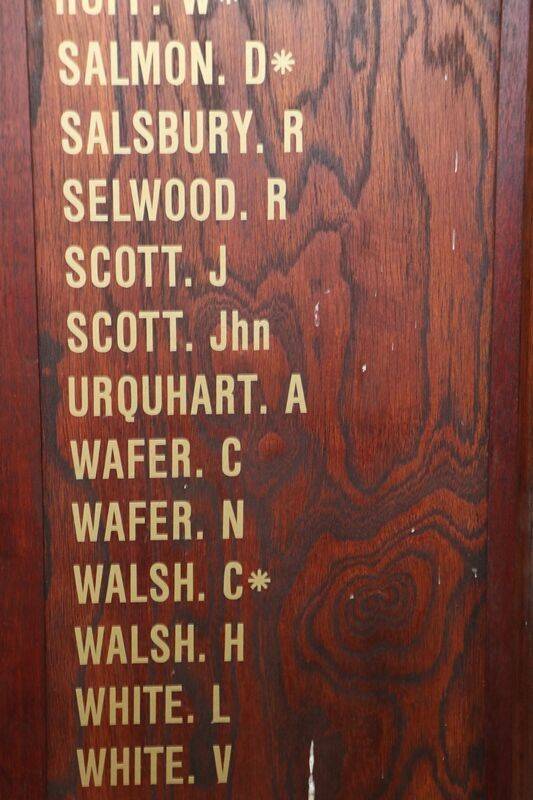 SALMON. D*
SALSBURY. R
SELWOOD. R
SCOTT. J
SCOTT. Jhn
URQUHART. A
WAFER. C
WAFER. N
WALSH. C*
WALSH. H
WHITE. L
WHITE. V